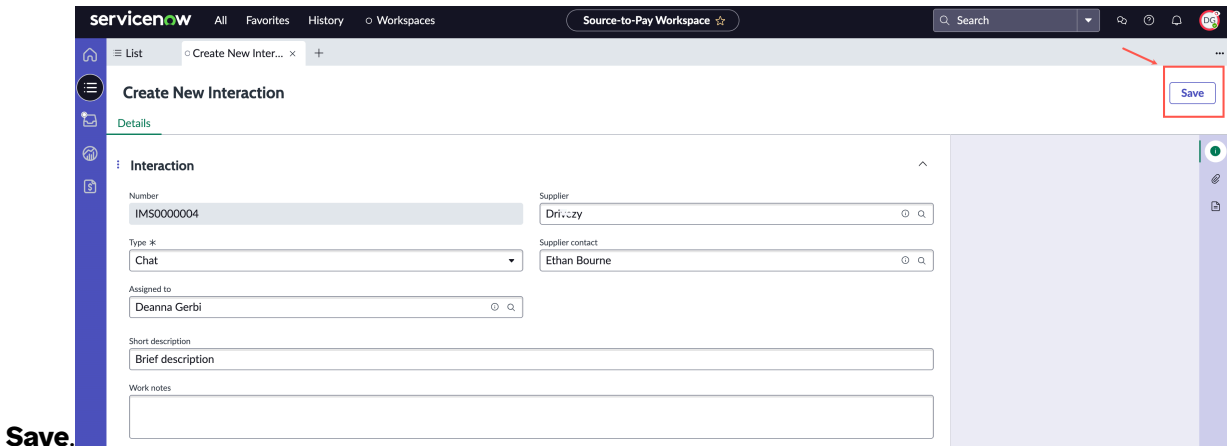 servicenow All Favorites History Workspaces Source-to-Pay Workspace Search DG
List Create New Inter... × +
Create New Interaction Save
Details
Interaction
Number Supplier
IMS0000004 Drivezy
Type * Supplier contact
Chat Ethan Bourne
Assigned to
Deanna Gerbi
Short description
Brief description
Work notes
Save.